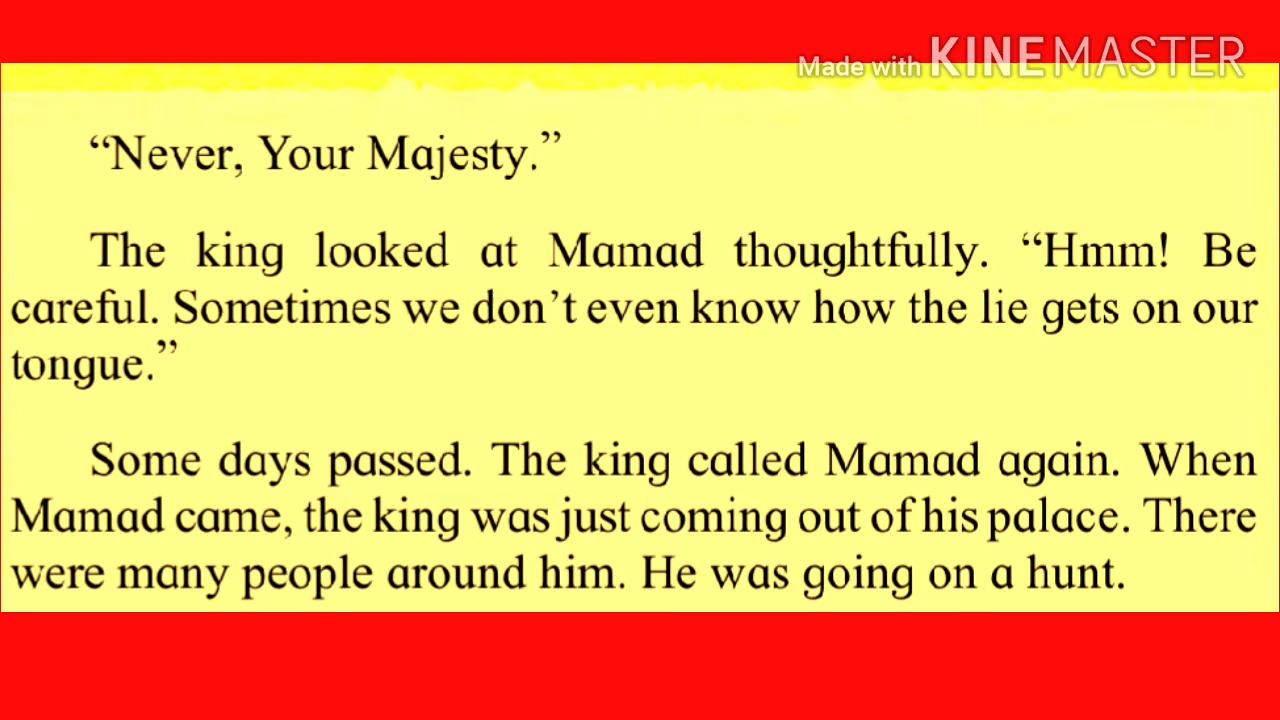 Made with KINEMASTER
“Never, Your Majesty.”
The king looked at Mamad thoughtfully. “Hmm! Be
careful. Sometimes we don’t even know how the lie gets on our
tongue.”
Some days passed. The king called Mamad again. When
Mamad came, the king was just coming out of his palace. There
were many people around him. He was going on a hunt.